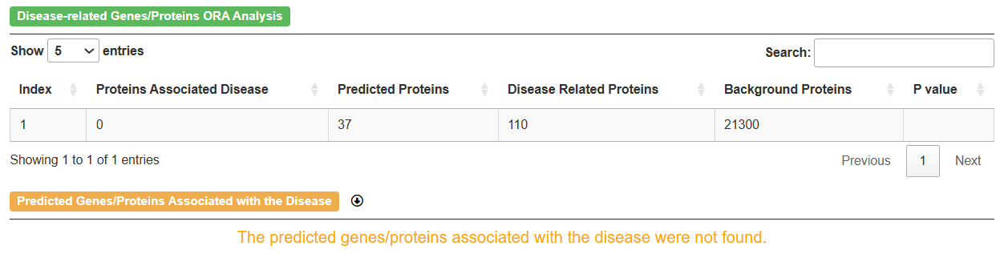 Disease-related Genes/Proteins ORA Analysis
Show 5 entries Search:
Index Proteins Associated Disease Predicted Proteins Disease Related Proteins Background Proteins P value
1 0 37 110 21300
Showing 1 to 1 of 1 entries Previous 1 Next
Predicted Genes/Proteins Associated with the Disease
The predicted genes/proteins associated with the disease were not found.